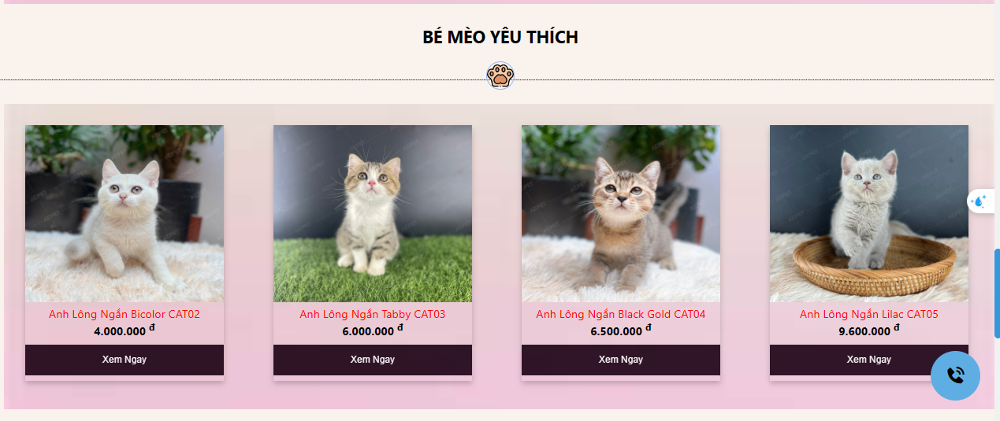 BÉ MÈO YÊU THÍCH
Anh Lông Ngắn Bicolor CAT02
4.000.000 đ
Xem Ngay
Anh Lông Ngắn Tabby CAT03
6.000.000 đ
Xem Ngay
Anh Lông Ngắn Black Gold CAT04
6.500.000 đ
Xem Ngay
Anh Lông Ngắn Lilac CAT05
9.600.000 đ
Xem Ngay